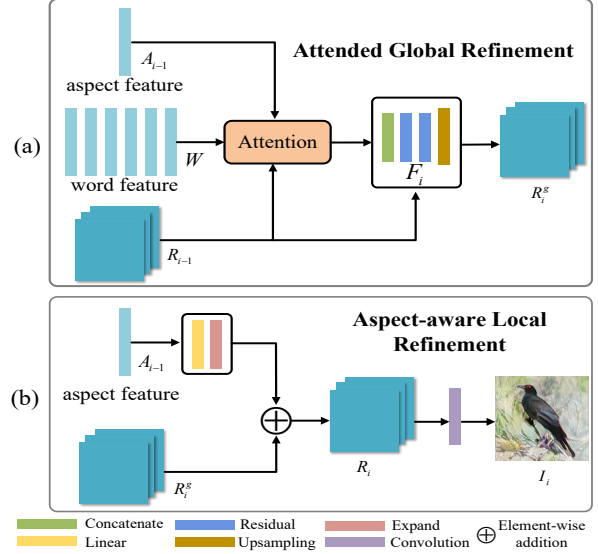 Attended Global Refinement
A_{i-1}
aspect feature
(a)
W
Attention
word feature
F_i
R_i^g
R_{i-1}
Aspect-aware Local
Refinement
A_{i-1}
aspect feature
(b)
R_i^g
R_i
I_i
Concatenate
Residual
Expand
Element-wise
addition
Linear
Upsampling
Convolution